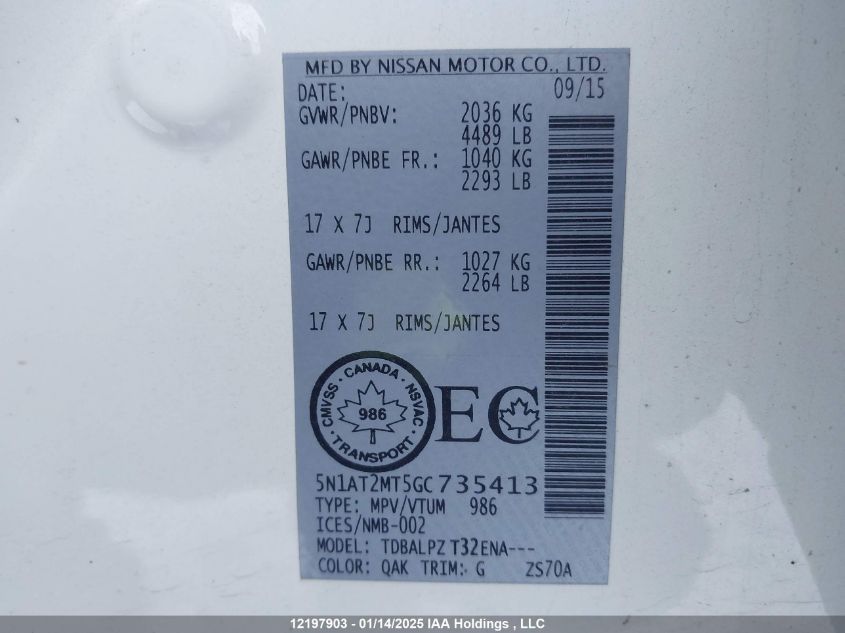 MFD BY NISSAN MOTOR CO., LTD.
DATE: 09/15
GVWR/PNBV: 2036 KG
4489 LB
GAWR/PNBE FR.: 1040 KG
2293 LB
17 X 7J RIMS/JANTES
GAWR/PNBE RR.: 1027 KG
2264 LB
17 X 7J RIMS/JANTES
CMVSS · CANADA · NSVAC
986
· TRANSPORT ·
EC
5N1AT2MT5GC735413
TYPE: MPV/VTUM 986
ICES/NMB-002
MODEL: TDBALPZ T32ENA---
COLOR: QAK TRIM: G ZS70A
12197903 - 01/14/2025 IAA Holdings , LLC